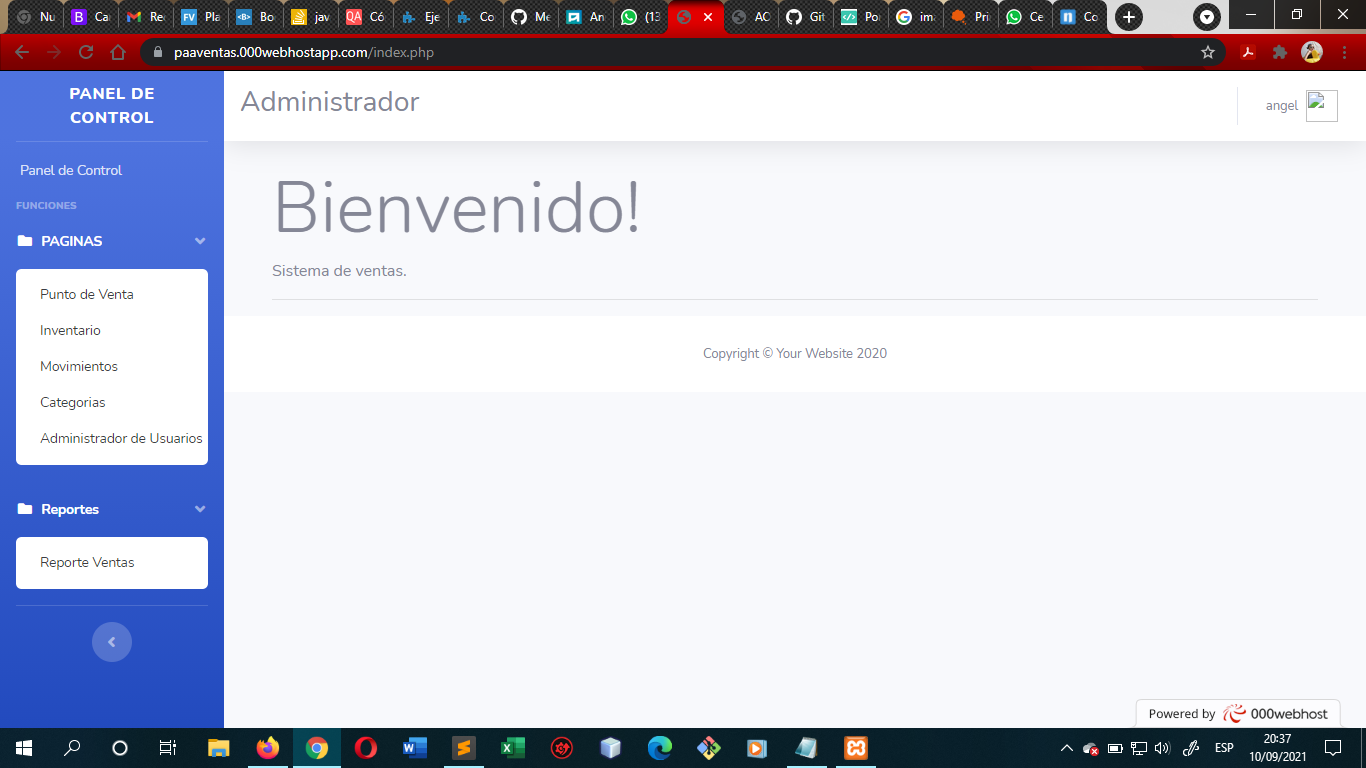 Nu
Ca
Re
Pla
Bo
jav
Có
Eje
Co
Me
An
(13
AC
Git
Po
ima
Pri
Ce
Co
paaventas.000webhostapp.com/index.php
PANEL DE
CONTROL
Administrador
angel
Panel de Control
FUNCIONES
PAGINAS
Punto de Venta
Inventario
Movimientos
Categorias
Administrador de Usuarios
Reportes
Reporte Ventas
Bienvenido!
Sistema de ventas.
Copyright © Your Website 2020
Powered by 000webhost
ESP
20:37
10/09/2021